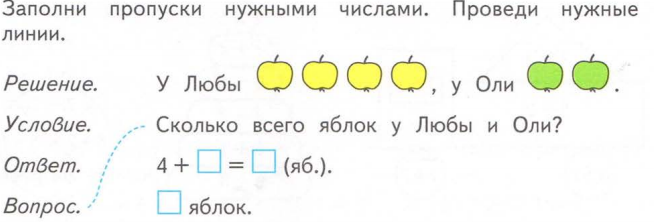 Заполни пропуски нужными числами. Проведи нужные
линии.
Решение. У Любы , у Оли .
Условие. Сколько всего яблок у Любы и Оли?
Ответ. 4 + □ = □ (яб.).
Вопрос. □ яблок.